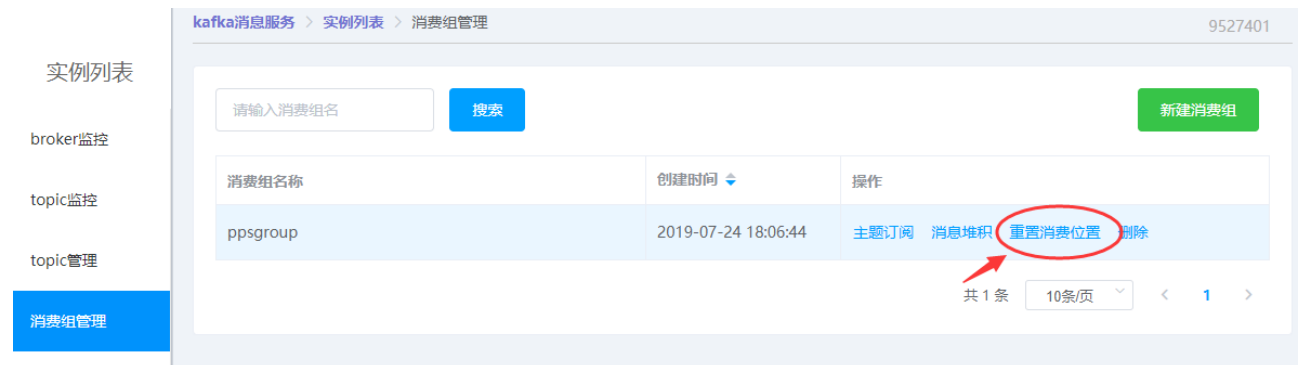 kafka消息服务 > 实例列表 > 消费组管理
9527401
实例列表
broker监控
topic监控
topic管理
消费组管理
请输入消费组名 搜索 新建消费组
消费组名称 创建时间 操作
ppsgroup 2019-07-24 18:06:44 主题订阅 消息堆积 重置消费位置 删除
共 1 条 10条/页 < 1 >